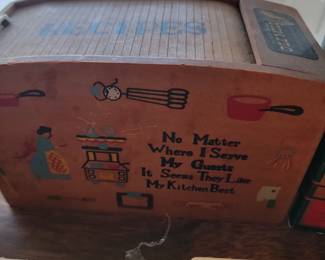 RECIPES
No Matter
Where I Serve
My Guests
It Seems They Like
My Kitchen Best